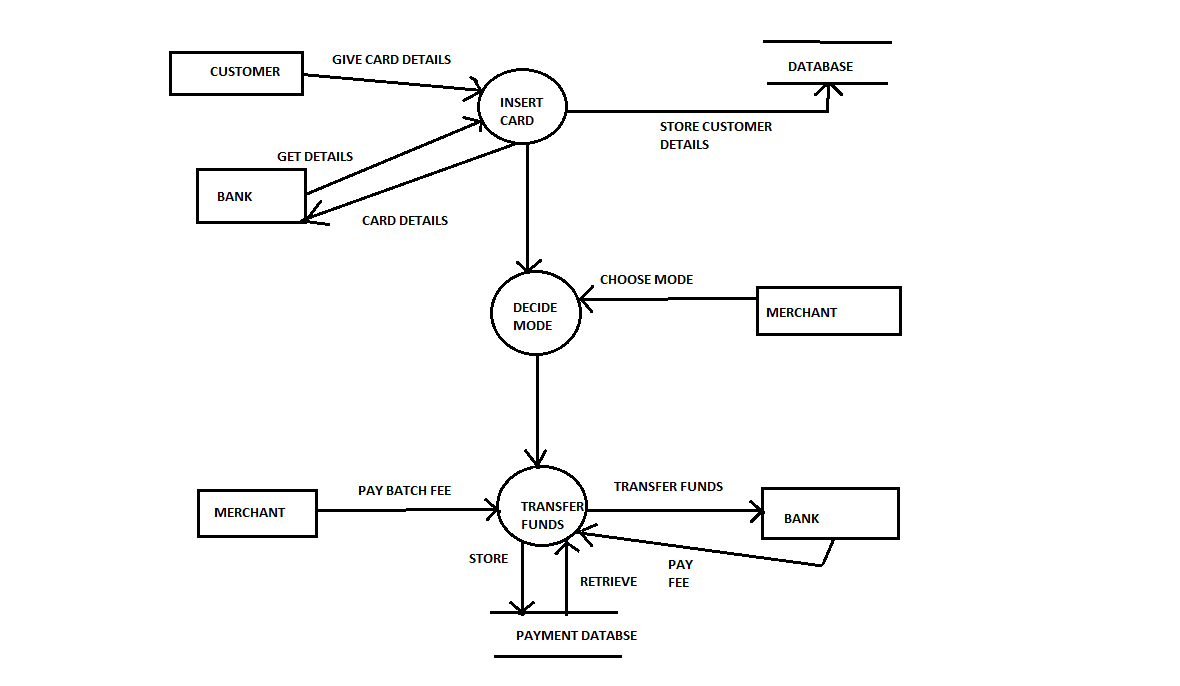 GIVE CARD DETAILS
CUSTOMER
DATABASE
INSERT
CARD
STORE CUSTOMER
DETAILS
GET DETAILS
BANK
CARD DETAILS
CHOOSE MODE
DECIDE
MODE
MERCHANT
PAY BATCH FEE
TRANSFER FUNDS
MERCHANT
TRANSFER
FUNDS
BANK
STORE
RETRIEVE
PAY
FEE
PAYMENT DATABSE